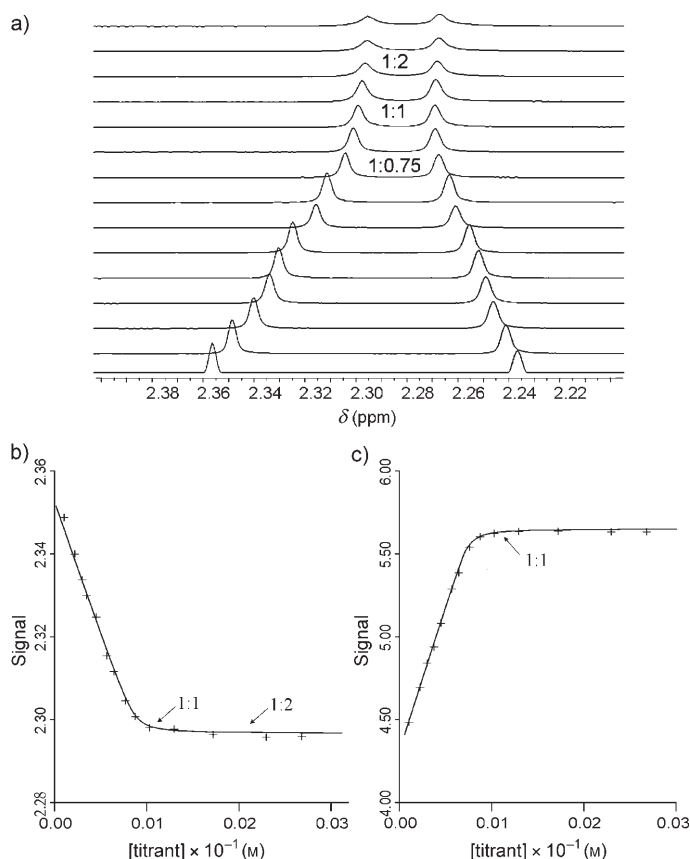 a)
1:2
1:1
1:0.75
2.38 2.36 2.34 2.32 2.30 2.28 2.26 2.24 2.22
δ (ppm)
b)
2.36
2.34
2.32
2.30
2.28
Signal
1:1
1:2
0.00 0.01 0.02 0.03
[titrant] × 10⁻¹ (M)
c)
6.00
5.50
5.00
4.50
4.00
Signal
1:1
0.00 0.01 0.02 0.03
[titrant] × 10⁻¹ (M)